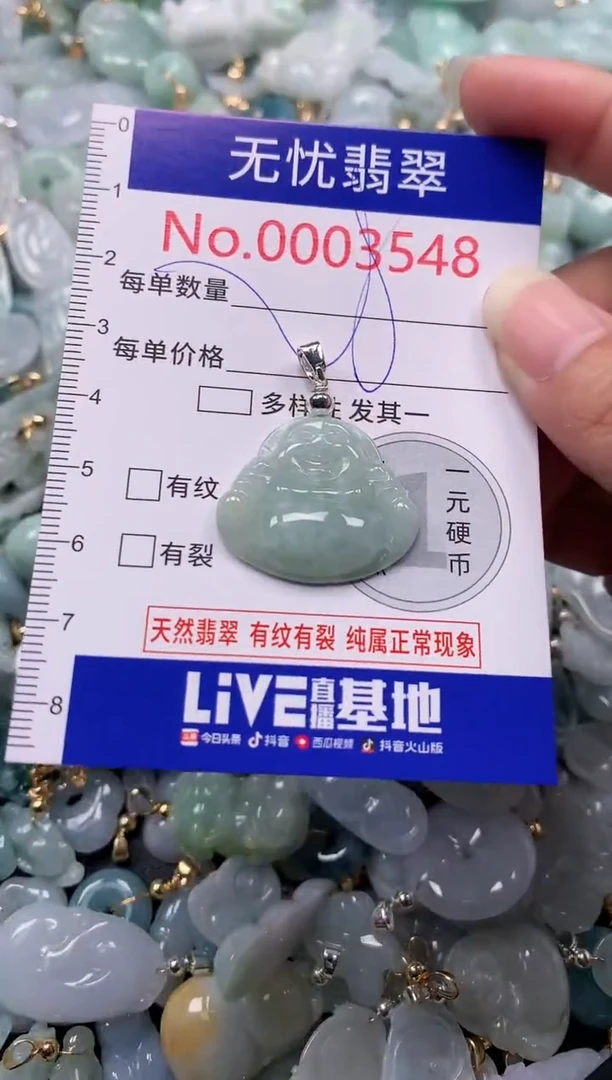 0
1
2
3
4
5
6
7
8
无忧翡翠
No.0003548
每单数量
每单价格
多样 发其一
有纹
有裂
1
一元硬币
天然翡翠 有纹有裂 纯属正常现象
LiVE直播基地
今日头条 抖音 西瓜视频 抖音火山版